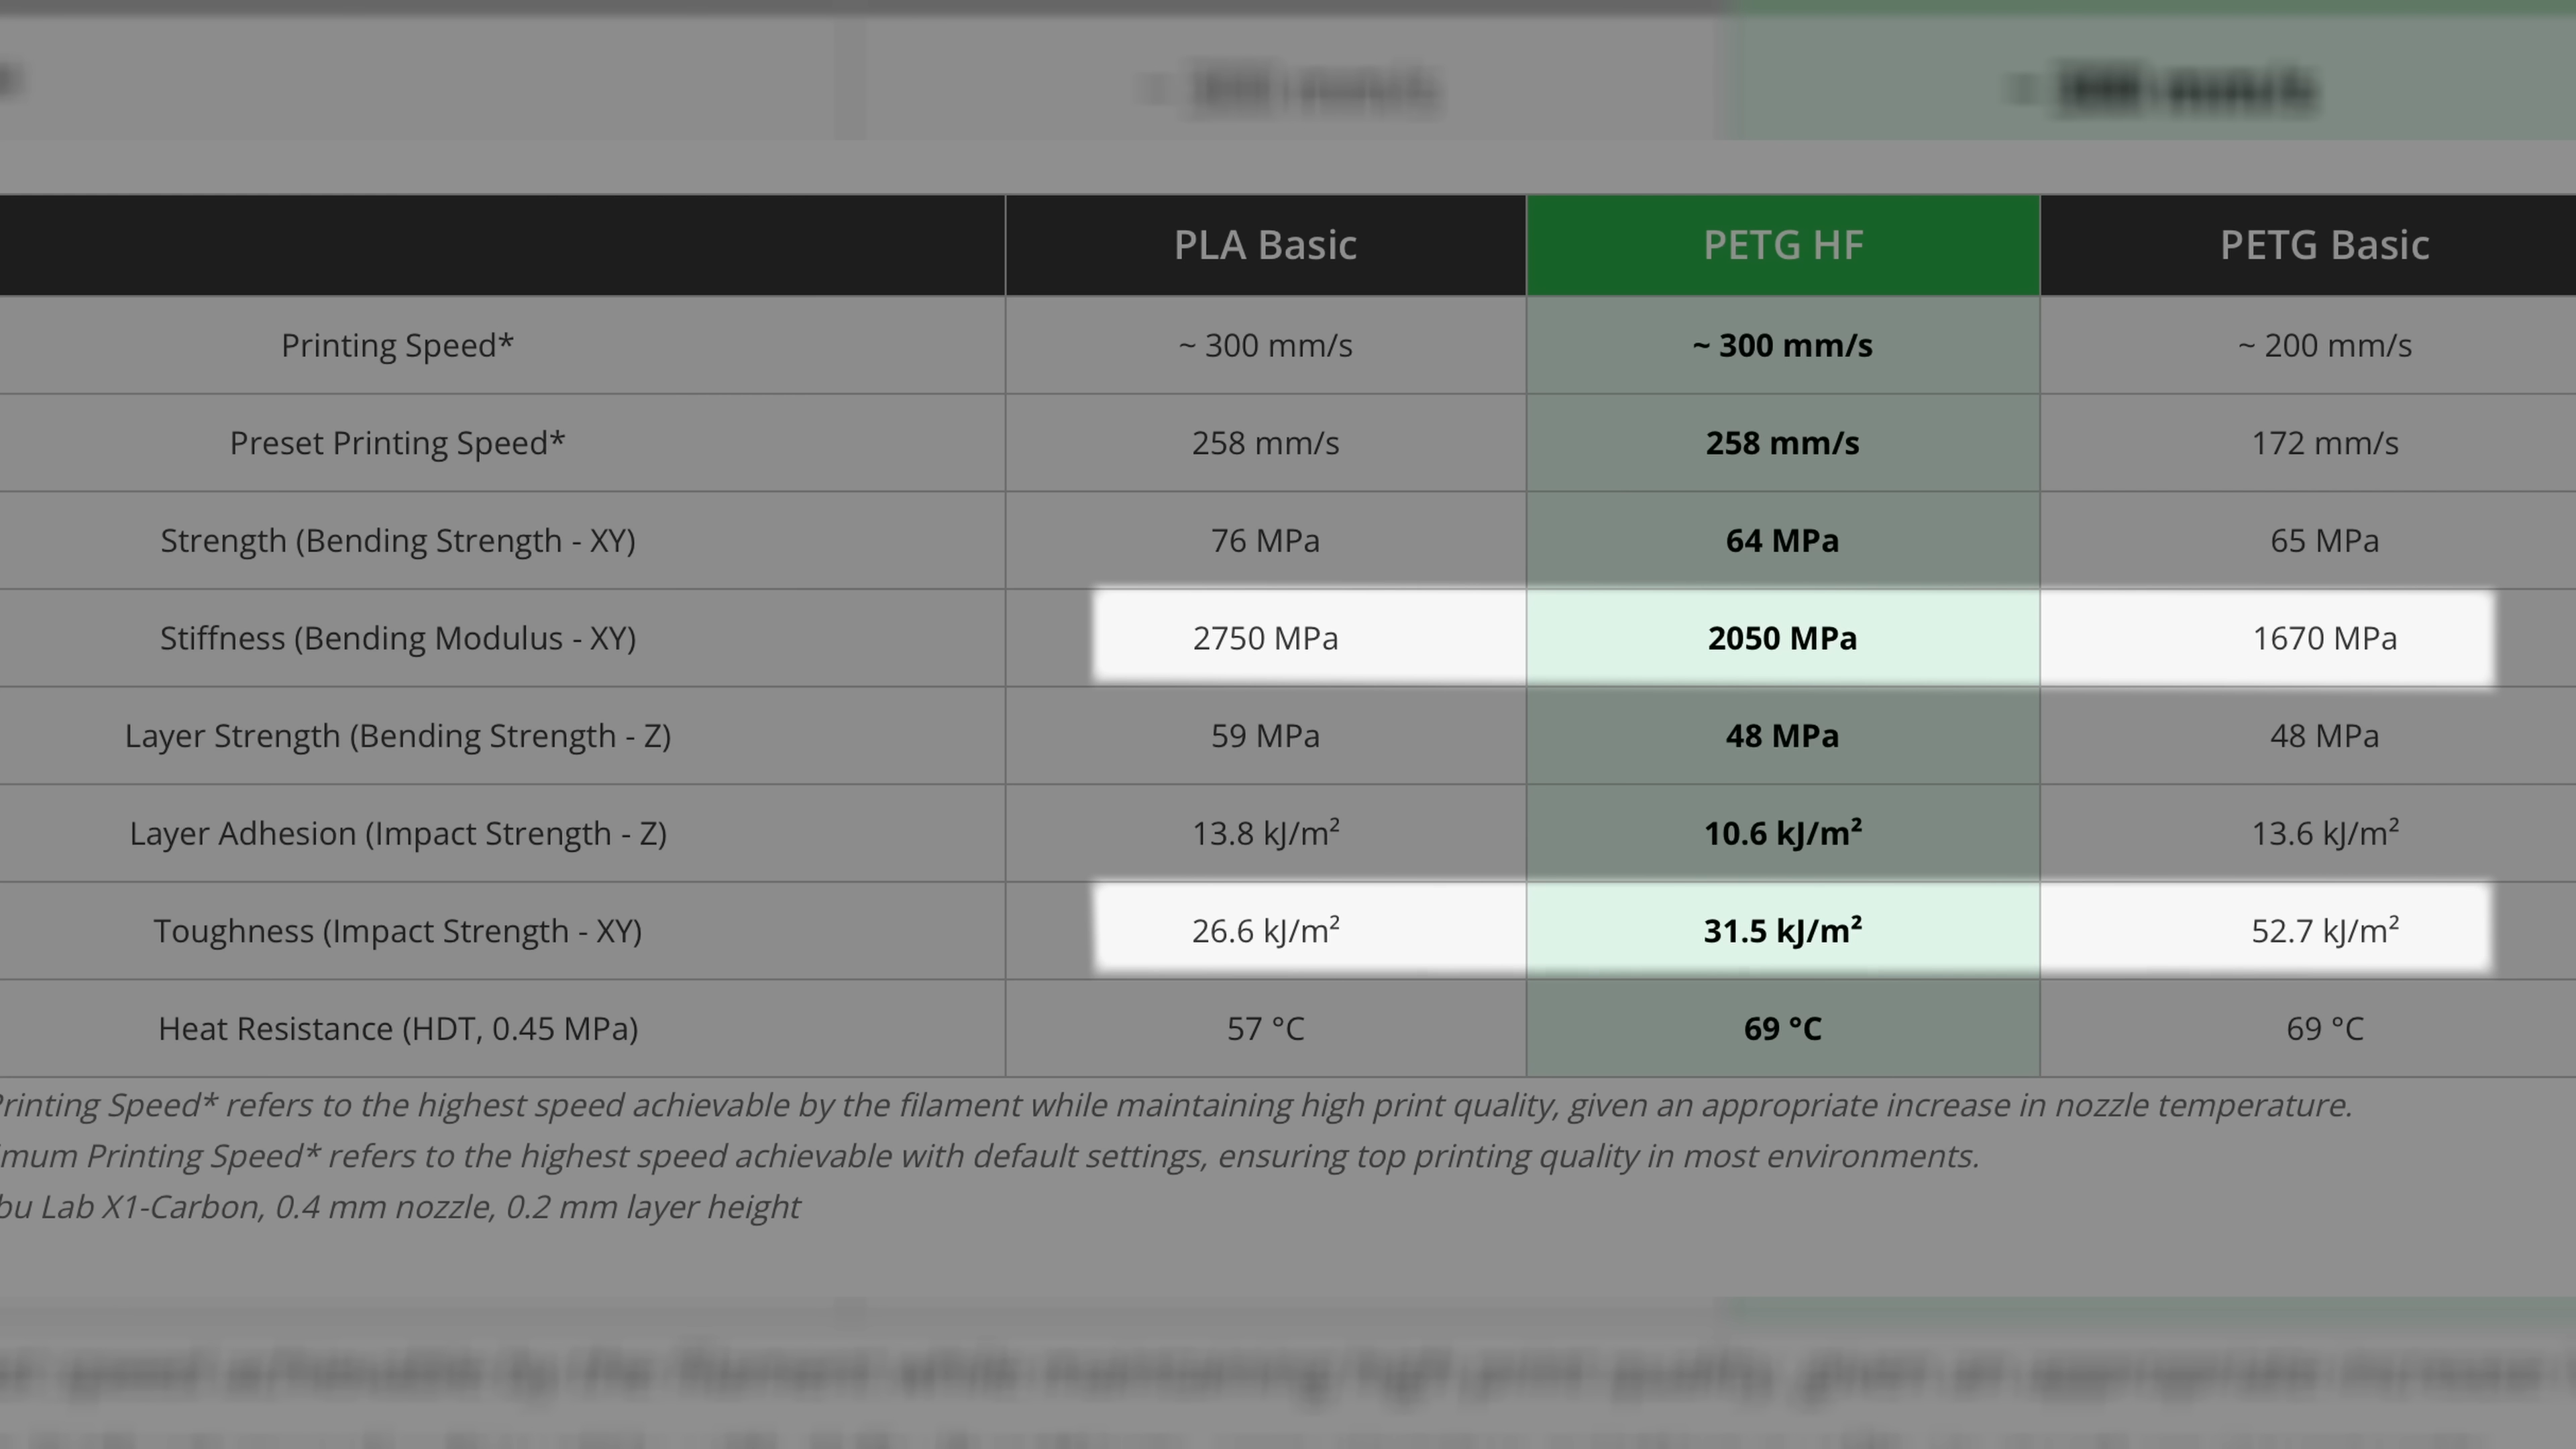 PLA Basic PETG HF PETG Basic
Printing Speed* ~ 300 mm/s ~ 300 mm/s ~ 200 mm/s
Preset Printing Speed* 258 mm/s 258 mm/s 172 mm/s
Strength (Bending Strength - XY) 76 MPa 64 MPa 65 MPa
Stiffness (Bending Modulus - XY) 2750 MPa 2050 MPa 1670 MPa
Layer Strength (Bending Strength - Z) 59 MPa 48 MPa 48 MPa
Layer Adhesion (Impact Strength - Z) 13.8 kJ/m² 10.6 kJ/m² 13.6 kJ/m²
Toughness (Impact Strength - XY) 26.6 kJ/m² 31.5 kJ/m² 52.7 kJ/m²
Heat Resistance (HDT, 0.45 MPa) 57 °C 69 °C 69 °C
Printing Speed* refers to the highest speed achievable by the filament while maintaining high print quality, given an appropriate increase in nozzle temperature.
mum Printing Speed* refers to the highest speed achievable with default settings, ensuring top printing quality in most environments.
bu Lab X1-Carbon, 0.4 mm nozzle, 0.2 mm layer height